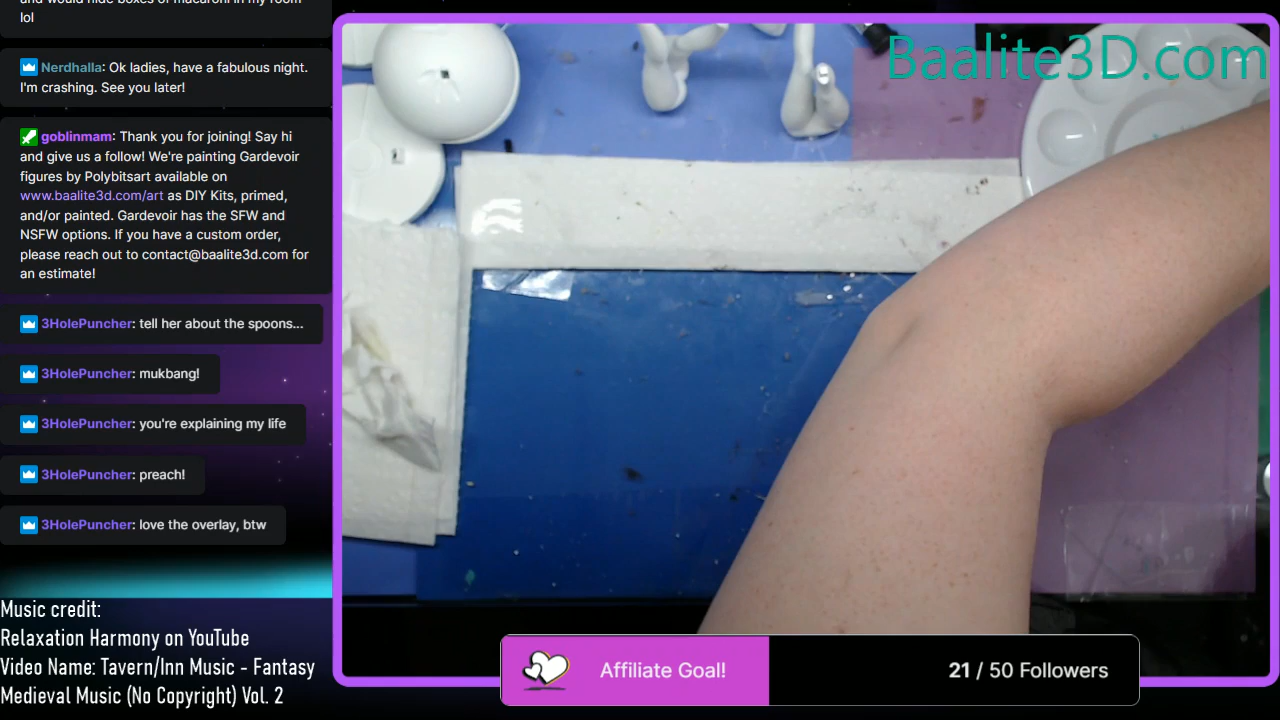 and would hide boxes of macaroni in my room
lol
Nerdhalla: Ok ladies, have a fabulous night.
I'm crashing. See you later!
goblinmam: Thank you for joining! Say hi
and give us a follow! We're painting Gardevoir
figures by Polybitsart available on
www.baalite3d.com/art as DIY Kits, primed,
and/or painted. Gardevoir has the SFW and
NSFW options. If you have a custom order,
please reach out to contact@baalite3d.com for
an estimate!
3HolePuncher: tell her about the spoons...
3HolePuncher: mukbang!
3HolePuncher: you're explaining my life
3HolePuncher: preach!
3HolePuncher: love the overlay, btw
Music credit:
Relaxation Harmony on YouTube
Video Name: Tavern/Inn Music - Fantasy
Medieval Music (No Copyright) Vol. 2
Baalite3D.com
Affiliate Goal!
21 / 50 Followers